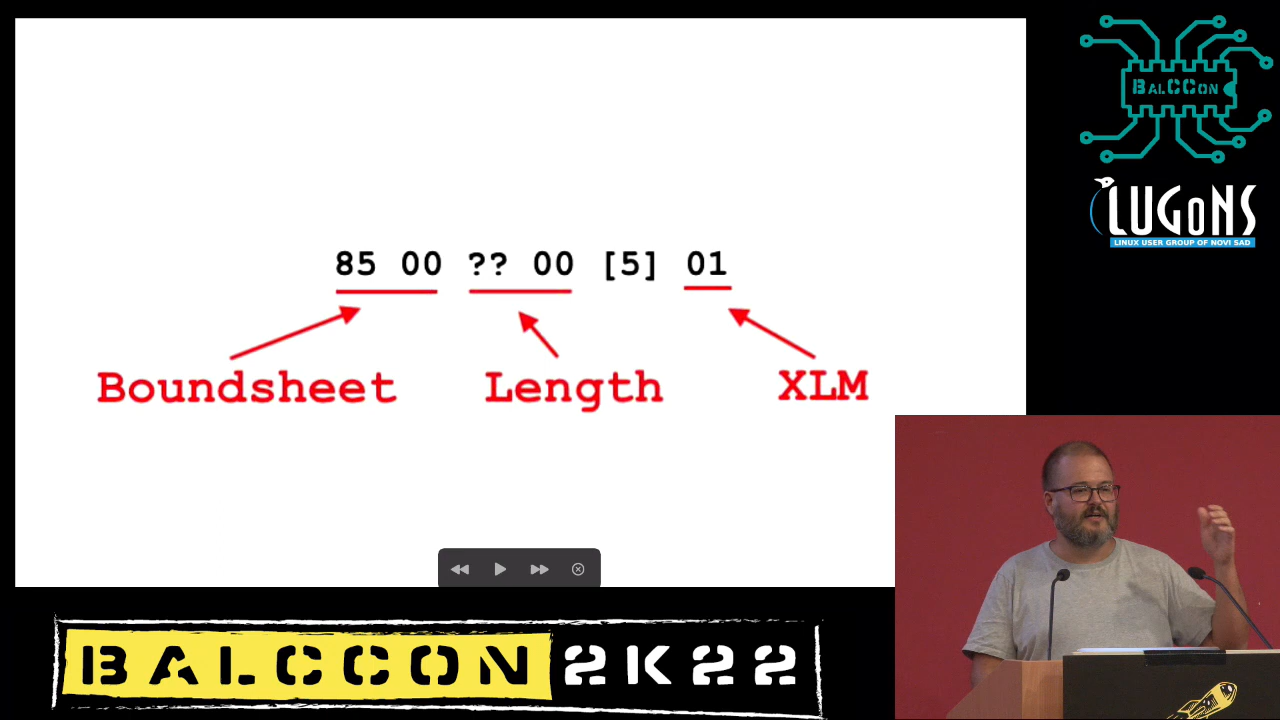 85 00 ?? 00 [5] 01
Boundsheet
Length
XLM
BALCCON
LUGONS
LINUX USER GROUP OF NOVI SAD
BALCCON 2K22